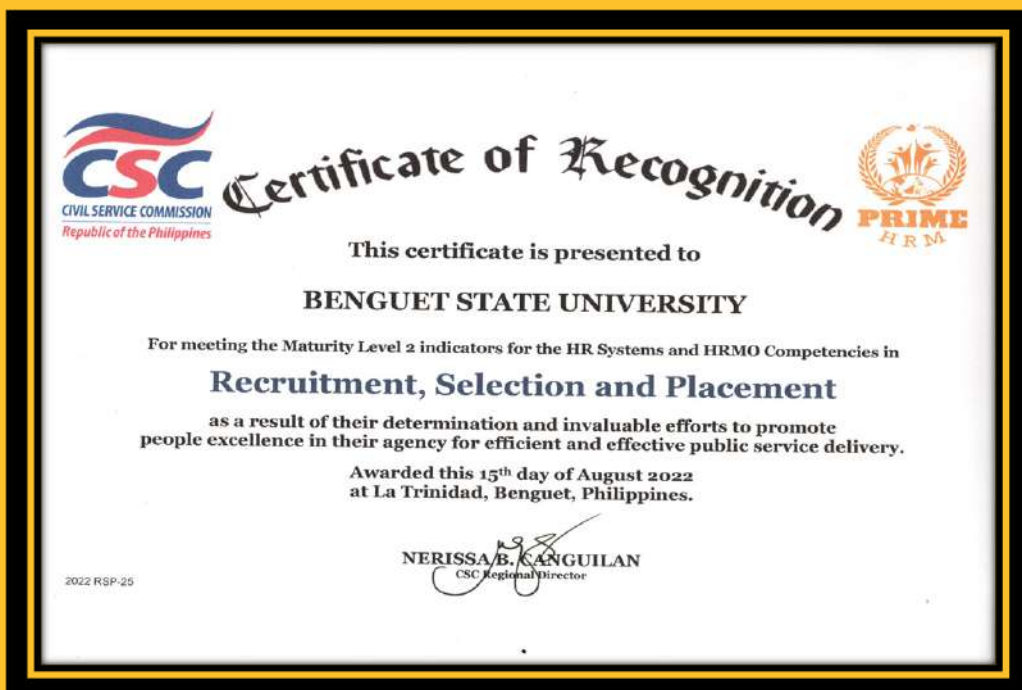 CSC
CIVIL SERVICE COMMISSION
Republic of the Philippines
Certificate of Recognition
PRIME
HRM
This certificate is presented to
BENGUET STATE UNIVERSITY
For meeting the Maturity Level 2 indicators for the HR Systems and HRMO Competencies in
Recruitment, Selection and Placement
as a result of their determination and invaluable efforts to promote
people excellence in their agency for efficient and effective public service delivery.
Awarded this 15th day of August 2022
at La Trinidad, Benguet, Philippines.
NERISSA B. CANGUILAN
CSC Regional Director
2022 RSP-25